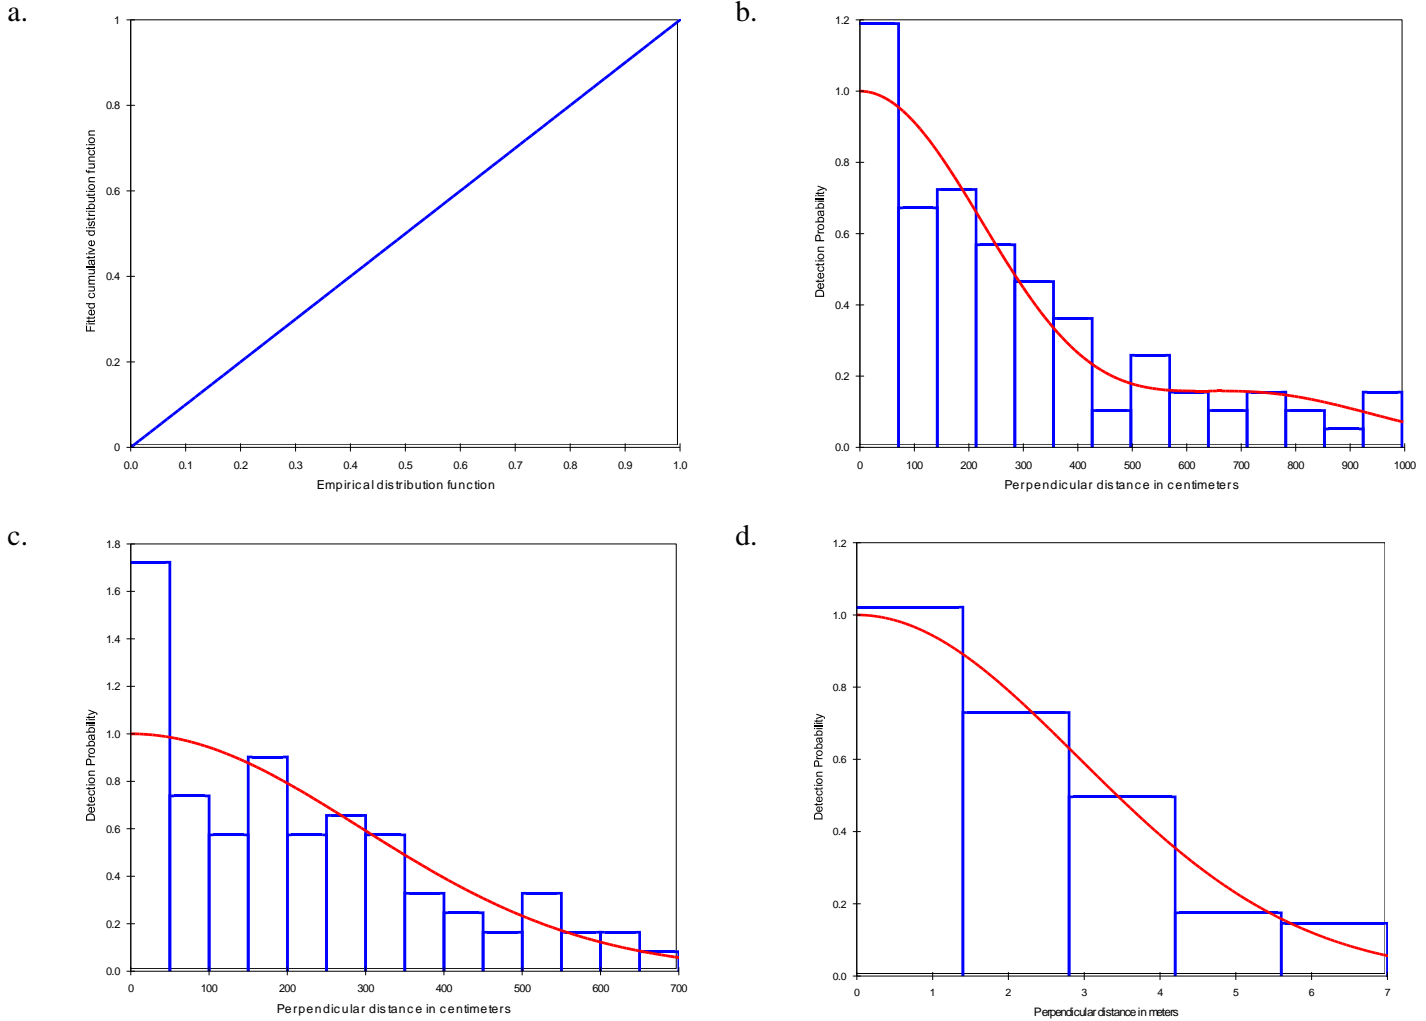 a.
1
0.8
0.6
0.4
0.2
0
0.0 0.1 0.2 0.3 0.4 0.5 0.6 0.7 0.8 0.9 1.0
Fitted cumulative distribution function
Empirical distribution function
b.
1.2
1.0
0.8
0.6
0.4
0.2
0.0
0 100 200 300 400 500 600 700 800 900 1000
Detection Probability
Perpendicular distance in centimeters
c.
1.8
1.6
1.4
1.2
1.0
0.8
0.6
0.4
0.2
0.0
0 100 200 300 400 500 600 700
Detection Probability
Perpendicular distance in centimeters
d.
1.2
1.0
0.8
0.6
0.4
0.2
0.0
0 1 2 3 4 5 6 7
Detection Probability
Perpendicular distance in meters